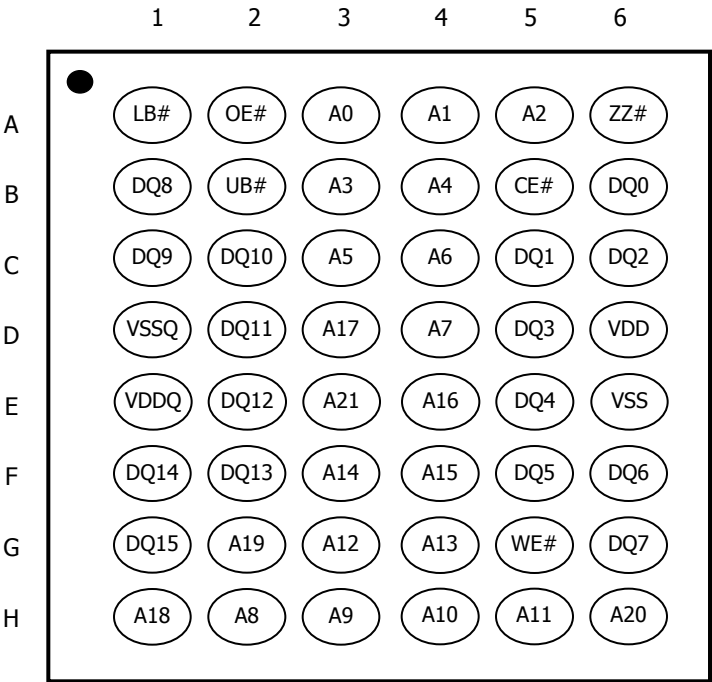 1 2 3 4 5 6
A LB# OE# A0 A1 A2 ZZ#
B DQ8 UB# A3 A4 CE# DQ0
C DQ9 DQ10 A5 A6 DQ1 DQ2
D VSSQ DQ11 A17 A7 DQ3 VDD
E VDDQ DQ12 A21 A16 DQ4 VSS
F DQ14 DQ13 A14 A15 DQ5 DQ6
G DQ15 A19 A12 A13 WE# DQ7
H A18 A8 A9 A10 A11 A20